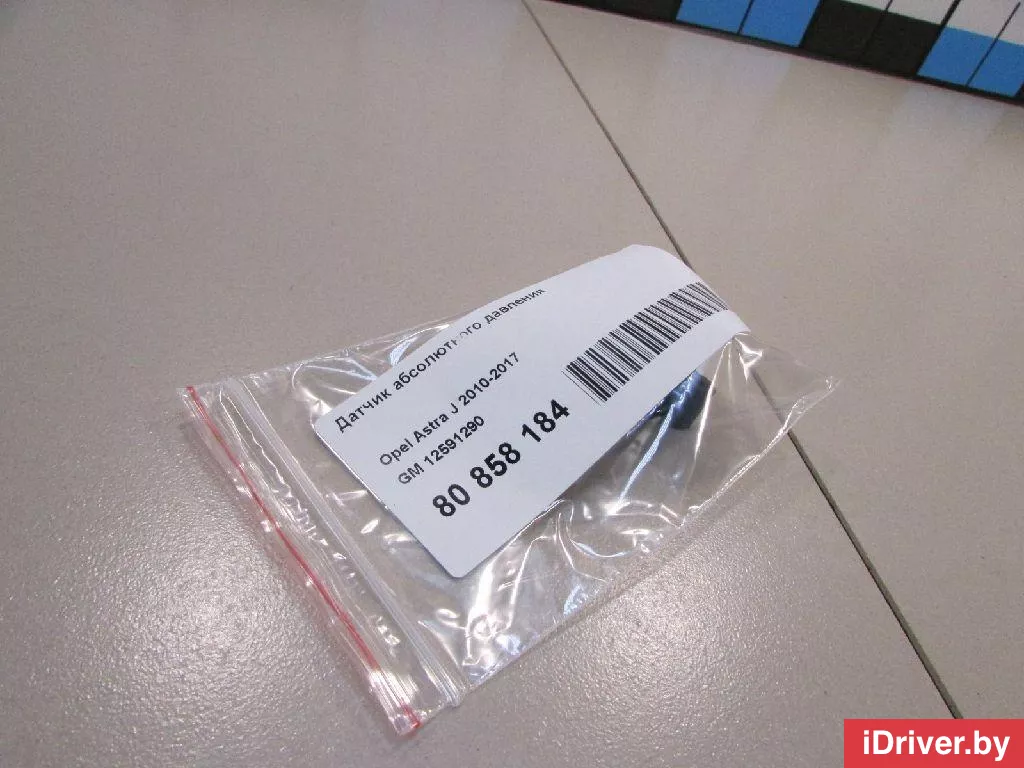 Датчик абсолютного давления
Opel Astra J 2010-2017
GM 12591290
80 858 184
iDriver.by